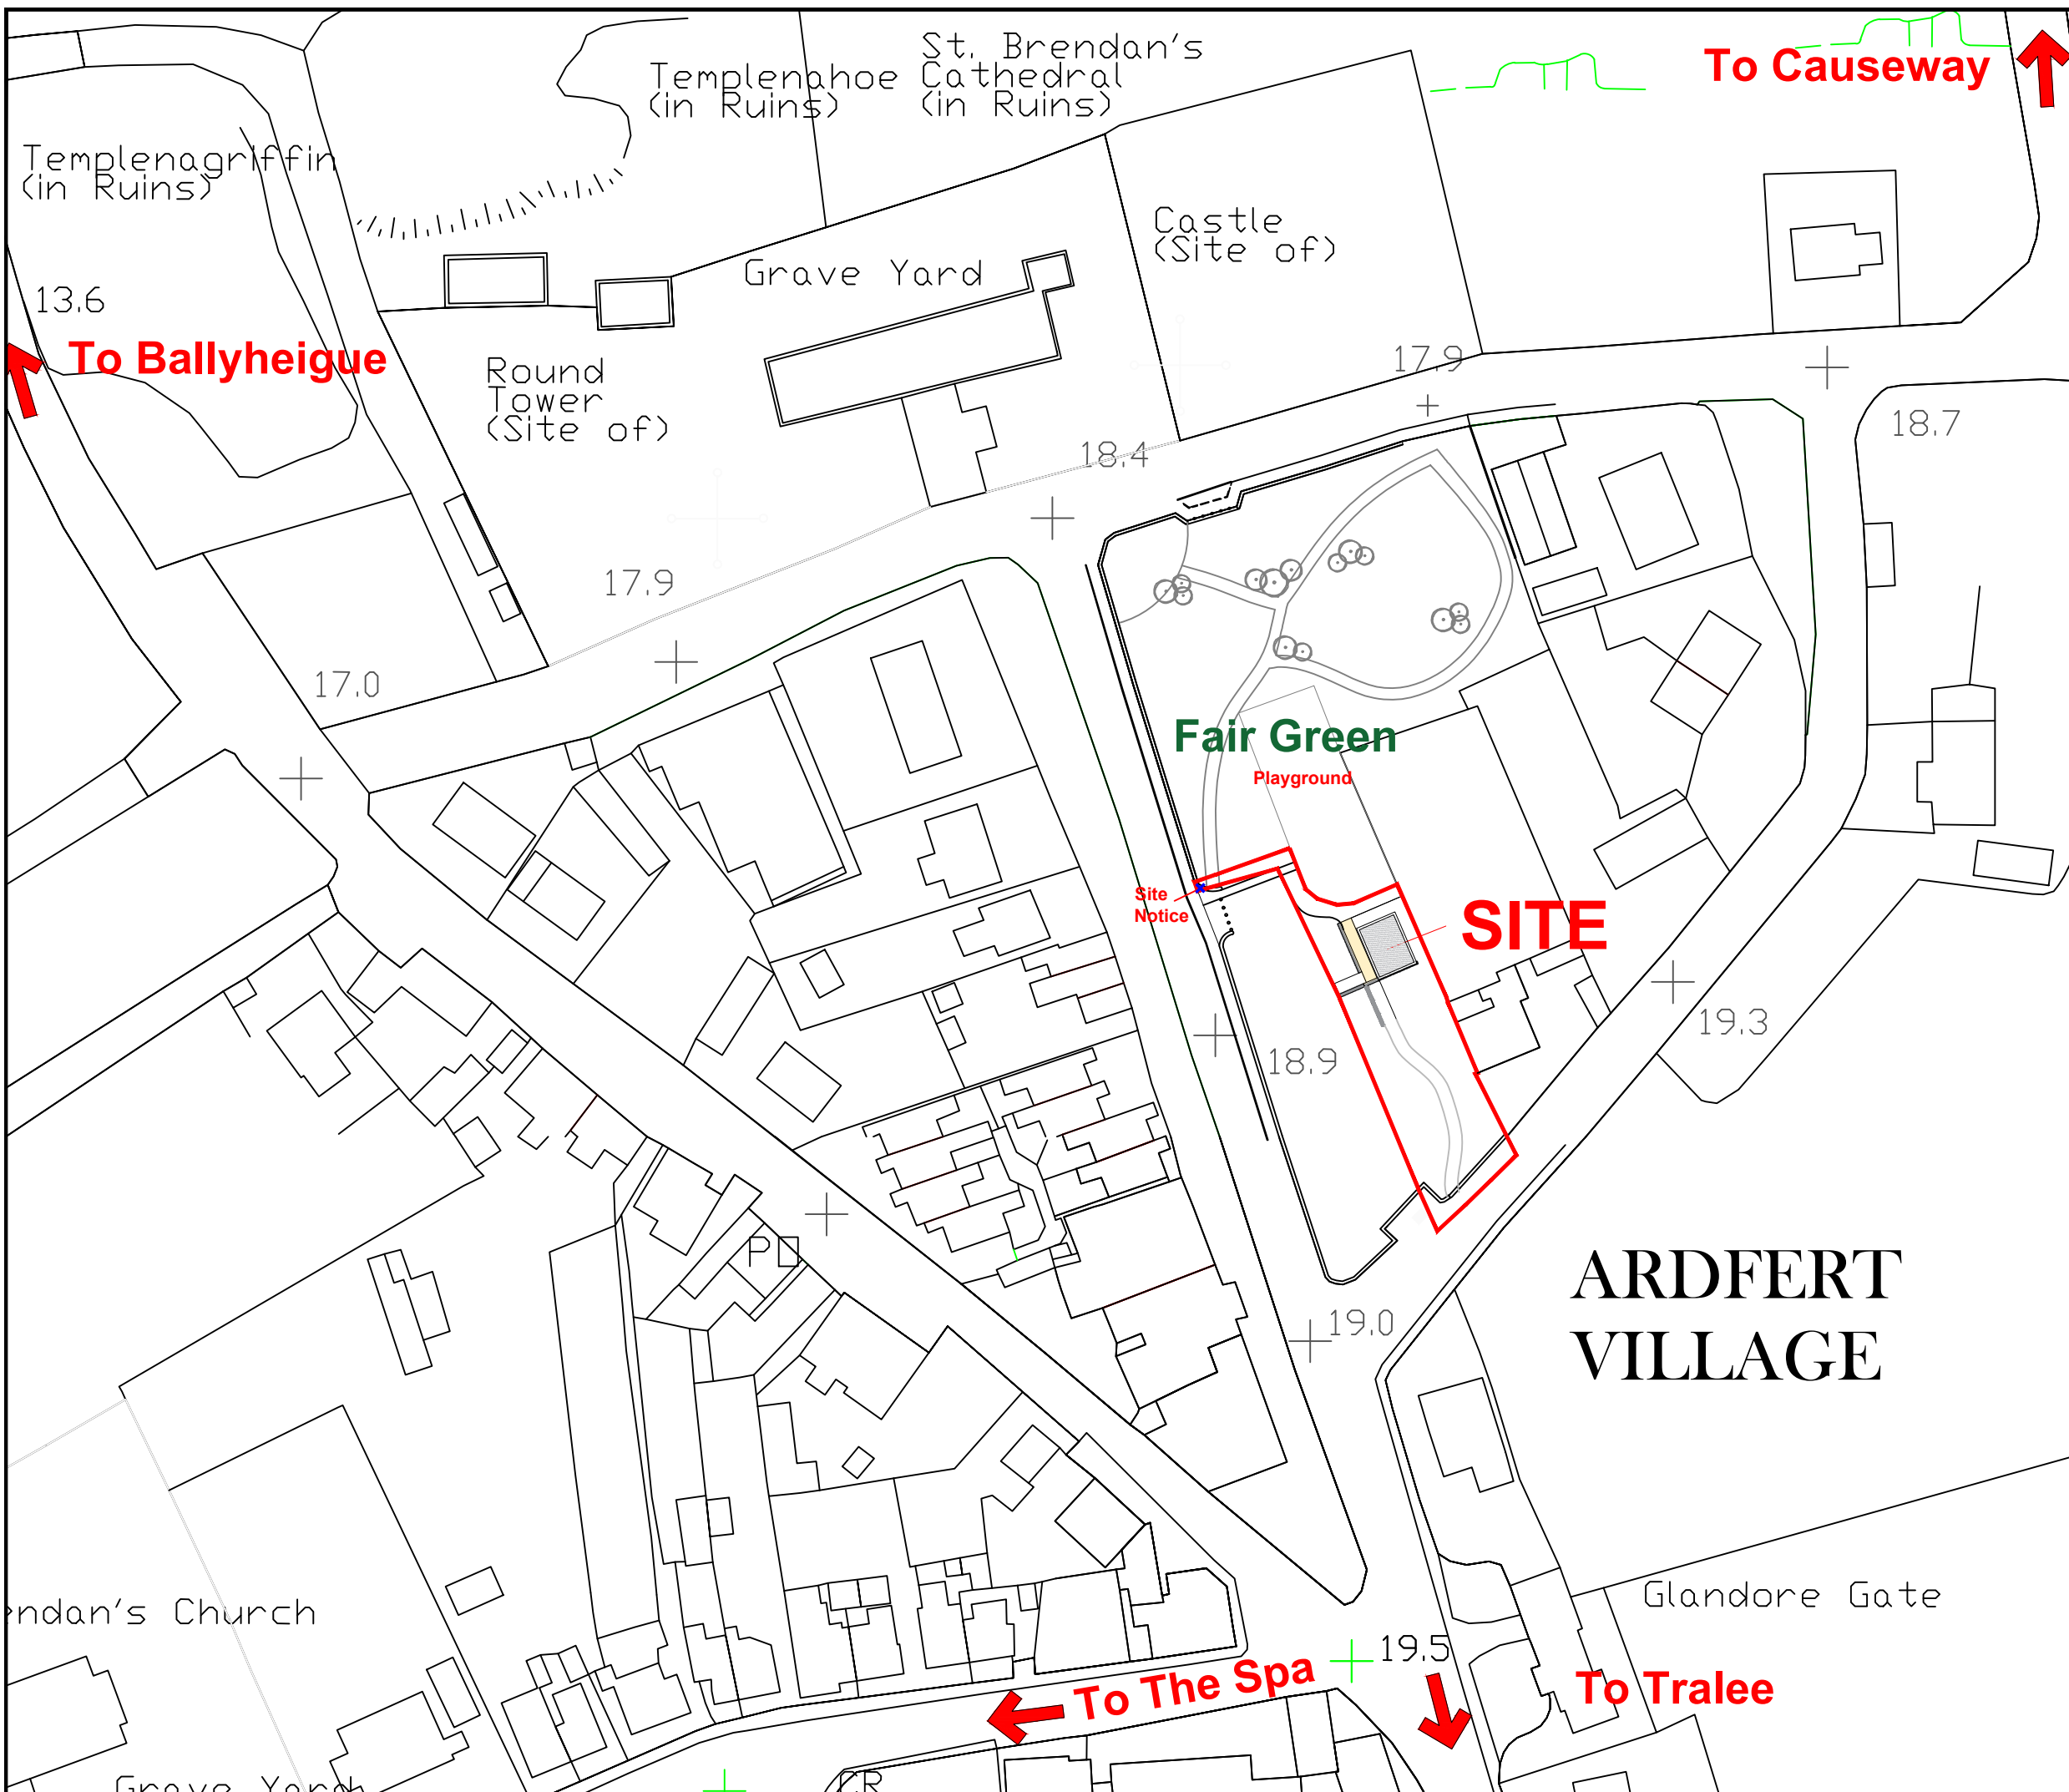 St. Brendan's
Cathedral
(in Ruins)
Templenahoe
(in Ruins)
To Causeway
Templenagriffin
(in Ruins)
Castle
(Site of)
Grave Yard
13.6
To Ballyheigue
Round
Tower
(Site of)
17.9
18.7
18.4
17.9
17.0
Fair Green
Playground
Site
Notice
SITE
19.3
18.9
PO
ARDFERT
VILLAGE
19.0
Glandore Gate
ndan's Church
19.5
To The Spa
To Tralee
Grave Yard
CR